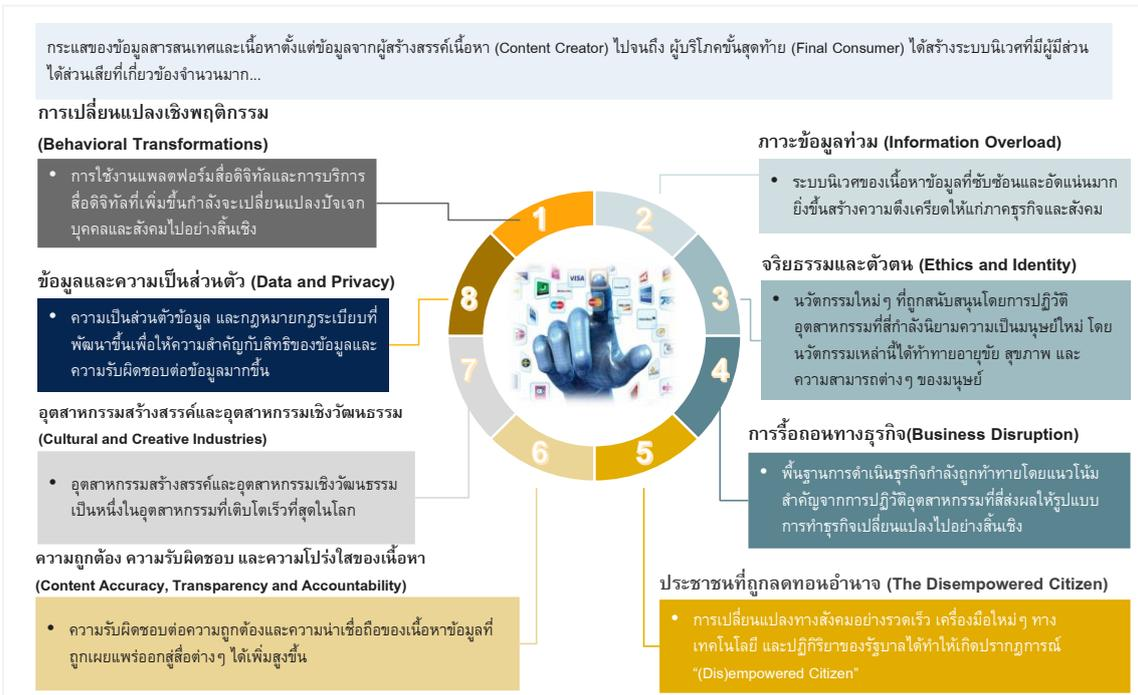 กระแสของข้อมูลสารสนเทศและเนื้อหาตั้งแต่ข้อมูลจากผู้สร้างสรรค์เนื้อหา (Content Creator) ไปจนถึง ผู้บริโภคขั้นสุดท้าย (Final Consumer) ได้สร้างระบบนิเวศที่มีผู้มีส่วน
ได้ส่วนเสียที่เกี่ยวข้องจำนวนมาก...
การเปลี่ยนแปลงเชิงพฤติกรรม
(Behavioral Transformations)
• การใช้งานแพลตฟอร์มสื่อดิจิทัลและการบริการ
สื่อดิจิทัลที่เพิ่มขึ้นกำลังจะเปลี่ยนแปลงปัจเจก
บุคคลและสังคมไปอย่างสิ้นเชิง
ภาวะข้อมูลท่วม (Information Overload)
• ระบบนิเวศของเนื้อหาข้อมูลที่ซับซ้อนและอัดแน่นมาก
ยิ่งขึ้นสร้างความตึงเครียดให้แก่ภาคธุรกิจและสังคม
จริยธรรมและตัวตน (Ethics and Identity)
• นวัตกรรมใหม่ๆ ที่ถูกสนับสนุนโดยการปฏิวัติ
อุตสาหกรรมที่สี่กำลังนิยามความเป็นมนุษย์ใหม่ โดย
นวัตกรรมเหล่านี้ได้ท้าทายอายุขัย สุขภาพ และ
ความสามารถต่างๆ ของมนุษย์
การรื้อถอนทางธุรกิจ(Business Disruption)
• พื้นฐานการดำเนินธุรกิจกำลังถูกท้าทายโดยแนวโน้ม
สำคัญจากการปฏิวัติอุตสาหกรรมที่สี่ส่งผลให้รูปแบบ
การทำธุรกิจเปลี่ยนแปลงไปอย่างสิ้นเชิง
ประชาชนที่ถูกลดทอนอำนาจ (The Disempowered Citizen)
• การเปลี่ยนแปลงทางสังคมอย่างรวดเร็ว เครื่องมือใหม่ๆ ทาง
เทคโนโลยี และปฏิกิริยาของรัฐบาลได้ทำให้เกิดปรากฏการณ์
“(Dis)empowered Citizen”
ความถูกต้อง ความรับผิดชอบ และความโปร่งใสของเนื้อหา
(Content Accuracy, Transparency and Accountability)
• ความรับผิดชอบต่อความถูกต้องและความน่าเชื่อถือของเนื้อหาข้อมูลที่
ถูกเผยแพร่ออกสู่สื่อต่างๆ ได้เพิ่มสูงขึ้น
อุตสาหกรรมสร้างสรรค์และอุตสาหกรรมเชิงวัฒนธรรม
(Cultural and Creative Industries)
• อุตสาหกรรมสร้างสรรค์และอุตสาหกรรมเชิงวัฒนธรรม
เป็นหนึ่งในอุตสาหกรรมที่เติบโตเร็วที่สุดในโลก
ข้อมูลและความเป็นส่วนตัว (Data and Privacy)
• ความเป็นส่วนตัวข้อมูล และกฎหมายกฎระเบียบที่
พัฒนาขึ้นเพื่อให้ความสำคัญกับสิทธิของข้อมูลและ
ความรับผิดชอบต่อข้อมูลมากขึ้น
1
2
3
4
5
6
7
8
VISA